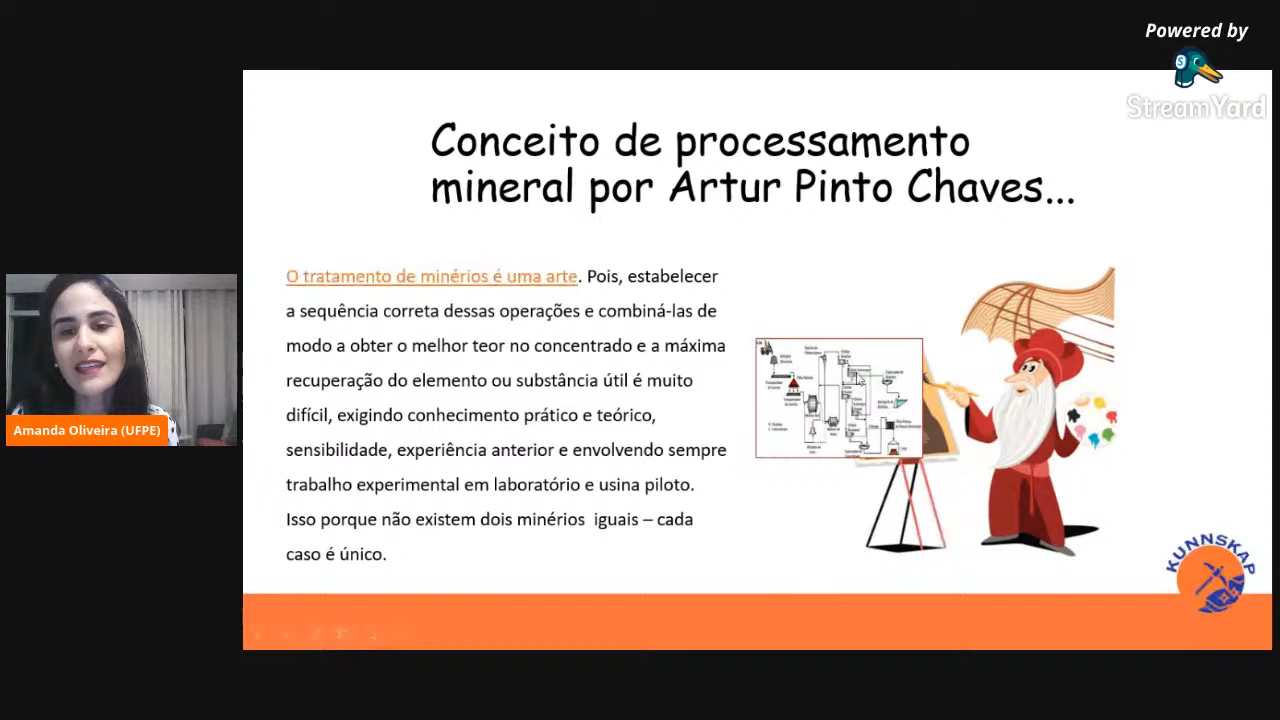 Powered by
StreamYard
Conceito de processamento
mineral por Artur Pinto Chaves...
O tratamento de minérios é uma arte. Pois, estabelecer
a sequência correta dessas operações e combiná-las de
modo a obter o melhor teor no concentrado e a máxima
recuperação do elemento ou substância útil é muito
difícil, exigindo conhecimento prático e teórico,
sensibilidade, experiência anterior e envolvendo sempre
trabalho experimental em laboratório e usina piloto.
Isso porque não existem dois minérios iguais – cada
caso é único.
Amanda Oliveira (UFPE)
KUNNSKAP